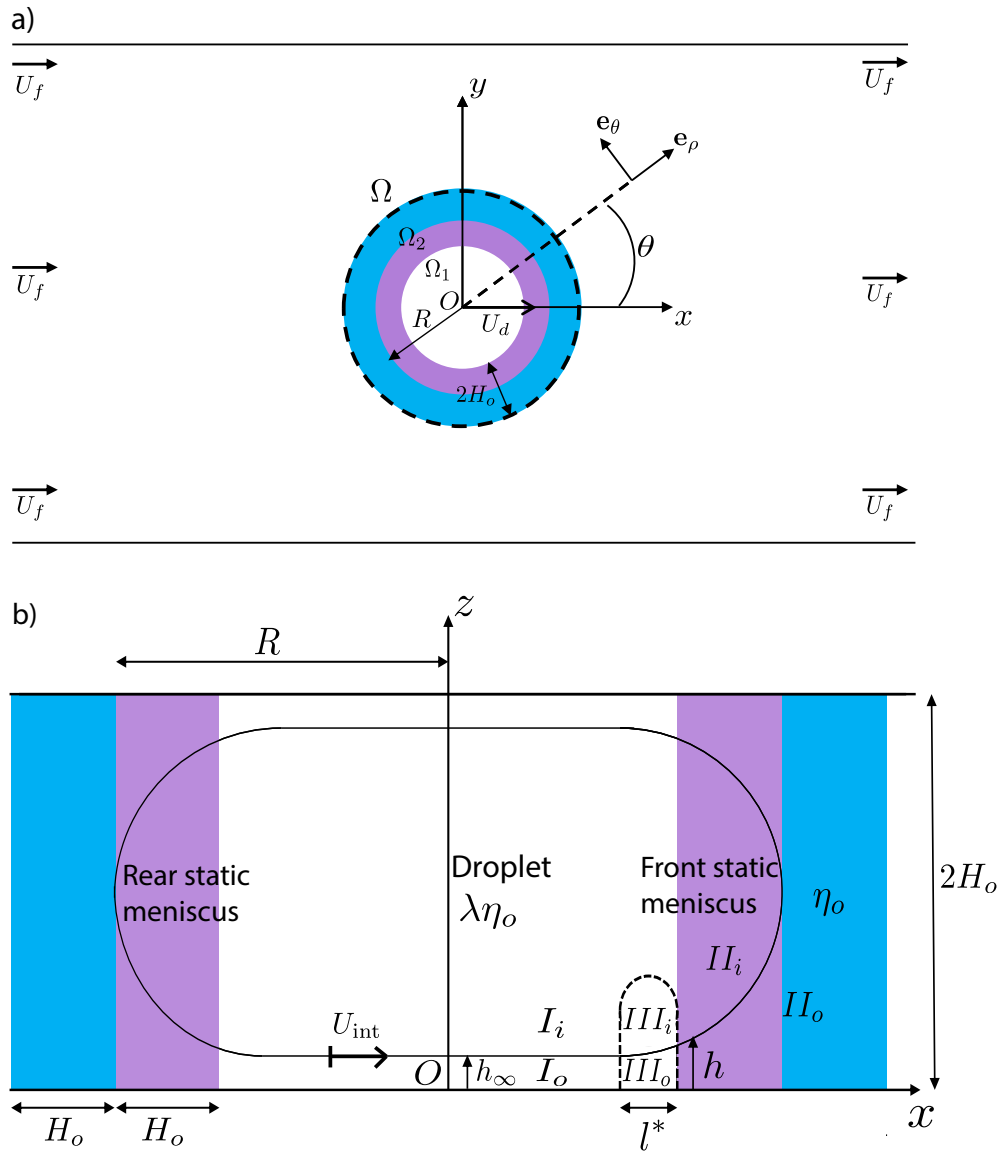 a)
U_f
U_f
y
e_θ
e_ρ
Ω
Ω_2
Ω_1
θ
U_f
O
U_f
R
U_d
x
2H_o
U_f
U_f
b)
z
R
Rear static
meniscus
Droplet
λη_o
Front static
meniscus
η_o
2H_o
II_i
II_o
U_int
I_i
III_i
O
h_∞
I_o
III_o
h
x
H_o
H_o
l*